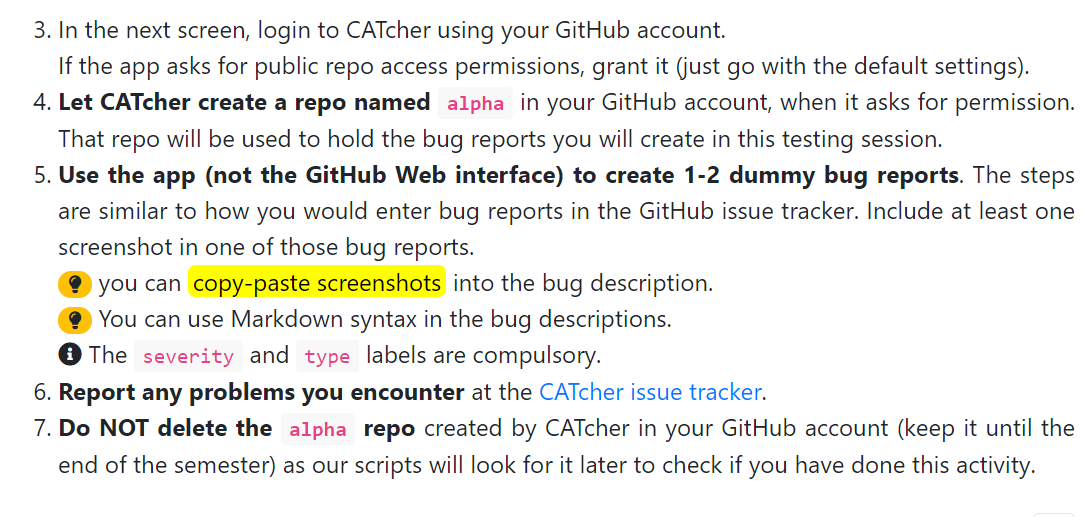 3. In the next screen, login to CATcher using your GitHub account.
If the app asks for public repo access permissions, grant it (just go with the default settings).
4. Let CATcher create a repo named alpha in your GitHub account, when it asks for permission.
That repo will be used to hold the bug reports you will create in this testing session.
5. Use the app (not the GitHub Web interface) to create 1-2 dummy bug reports. The steps
are similar to how you would enter bug reports in the GitHub issue tracker. Include at least one
screenshot in one of those bug reports.
you can copy-paste screenshots into the bug description.
You can use Markdown syntax in the bug descriptions.
The severity and type labels are compulsory.
6. Report any problems you encounter at the CATcher issue tracker.
7. Do NOT delete the alpha repo created by CATcher in your GitHub account (keep it until the
end of the semester) as our scripts will look for it later to check if you have done this activity.